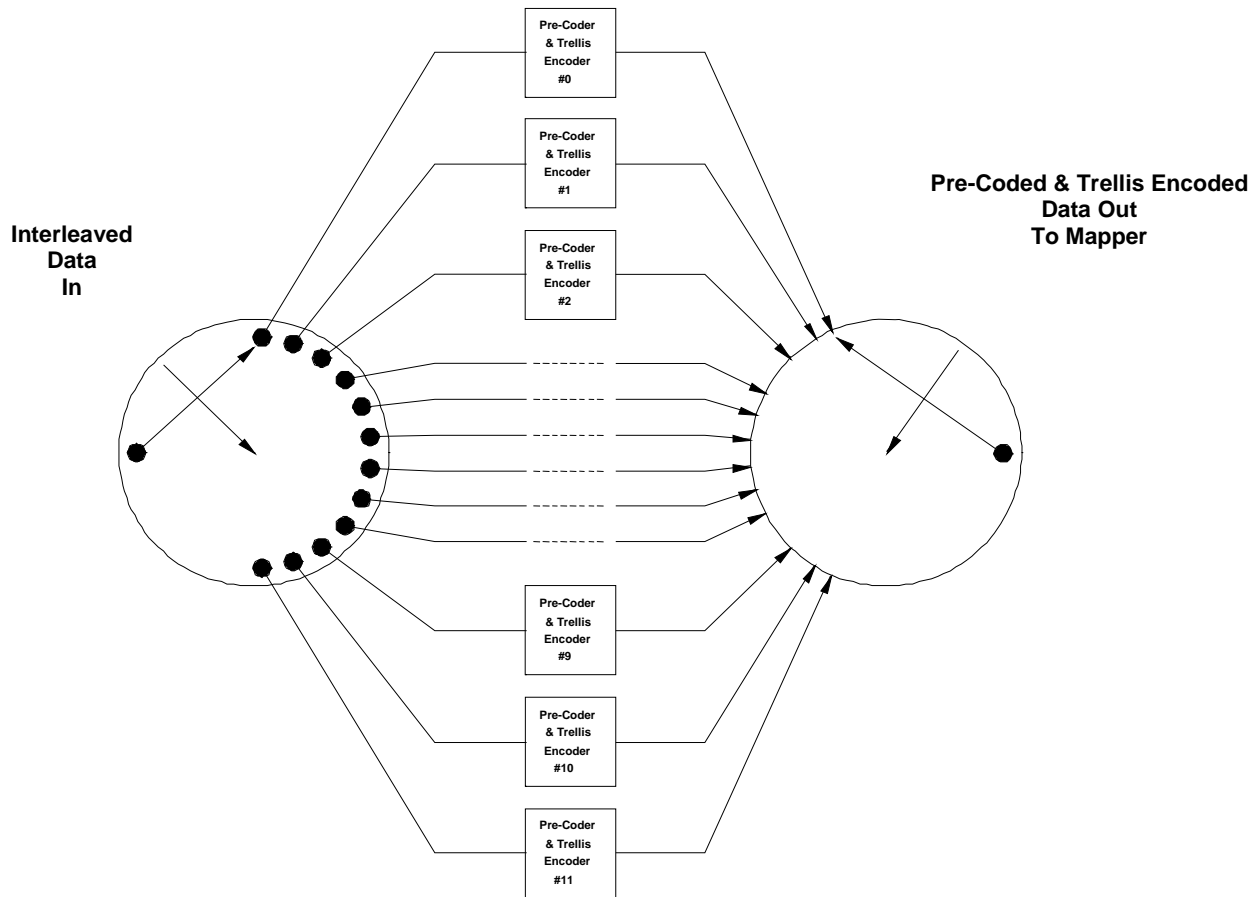 Pre-Coder
& Trellis
Encoder
#0
Pre-Coder
& Trellis
Encoder
#1
Pre-Coded & Trellis Encoded
Data Out
To Mapper
Interleaved
Data
In
Pre-Coder
& Trellis
Encoder
#2
Pre-Coder
& Trellis
Encoder
#9
Pre-Coder
& Trellis
Encoder
#10
Pre-Coder
& Trellis
Encoder
#11